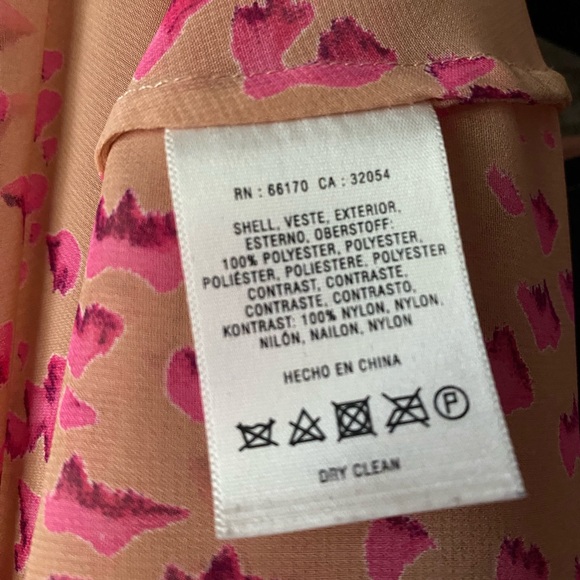 RN : 66170 CA : 32054
SHELL, VESTE, EXTERIOR,
ESTERNO, OBERSTOFF:
100% POLYESTER, POLYESTER,
POLIÉSTER, POLIESTERE, POLYESTER
CONTRAST, CONTRASTE,
CONTRASTE, CONTRASTO,
KONTRAST: 100% NYLON, NYLON,
NILÓN, NAILON, NYLON
HECHO EN CHINA
P
DRY CLEAN